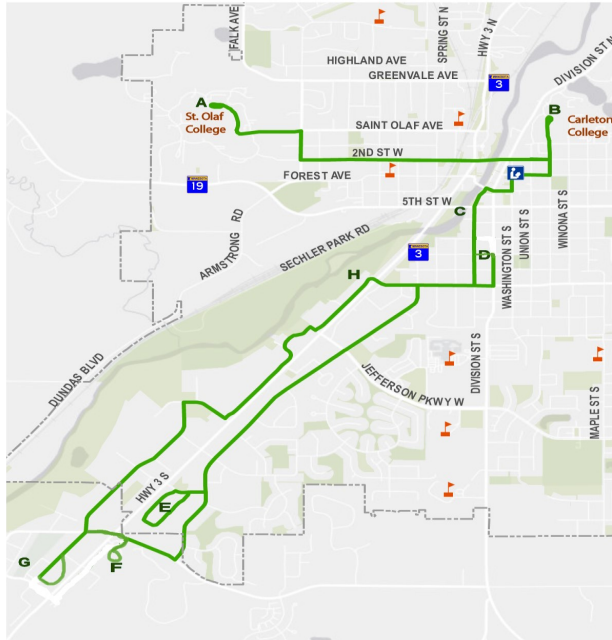 FALK AVE
SPRING ST N
HWY 3 N
DIVISION ST N
HIGHLAND AVE
GREENVALE AVE
3
A
St. Olaf
College
B
Carleton
College
SAINT OLAF AVE
2ND ST W
FOREST AVE
19
5TH ST W
C
ARMSTRONG RD
SECHLER PARK RD
3
D
WASHINGTON ST S
UNION ST S
WINONA ST S
H
DUNDAS BLVD
JEFFERSON PKWY W
DIVISION ST S
MAPLE ST S
HWY 3 S
E
F
G